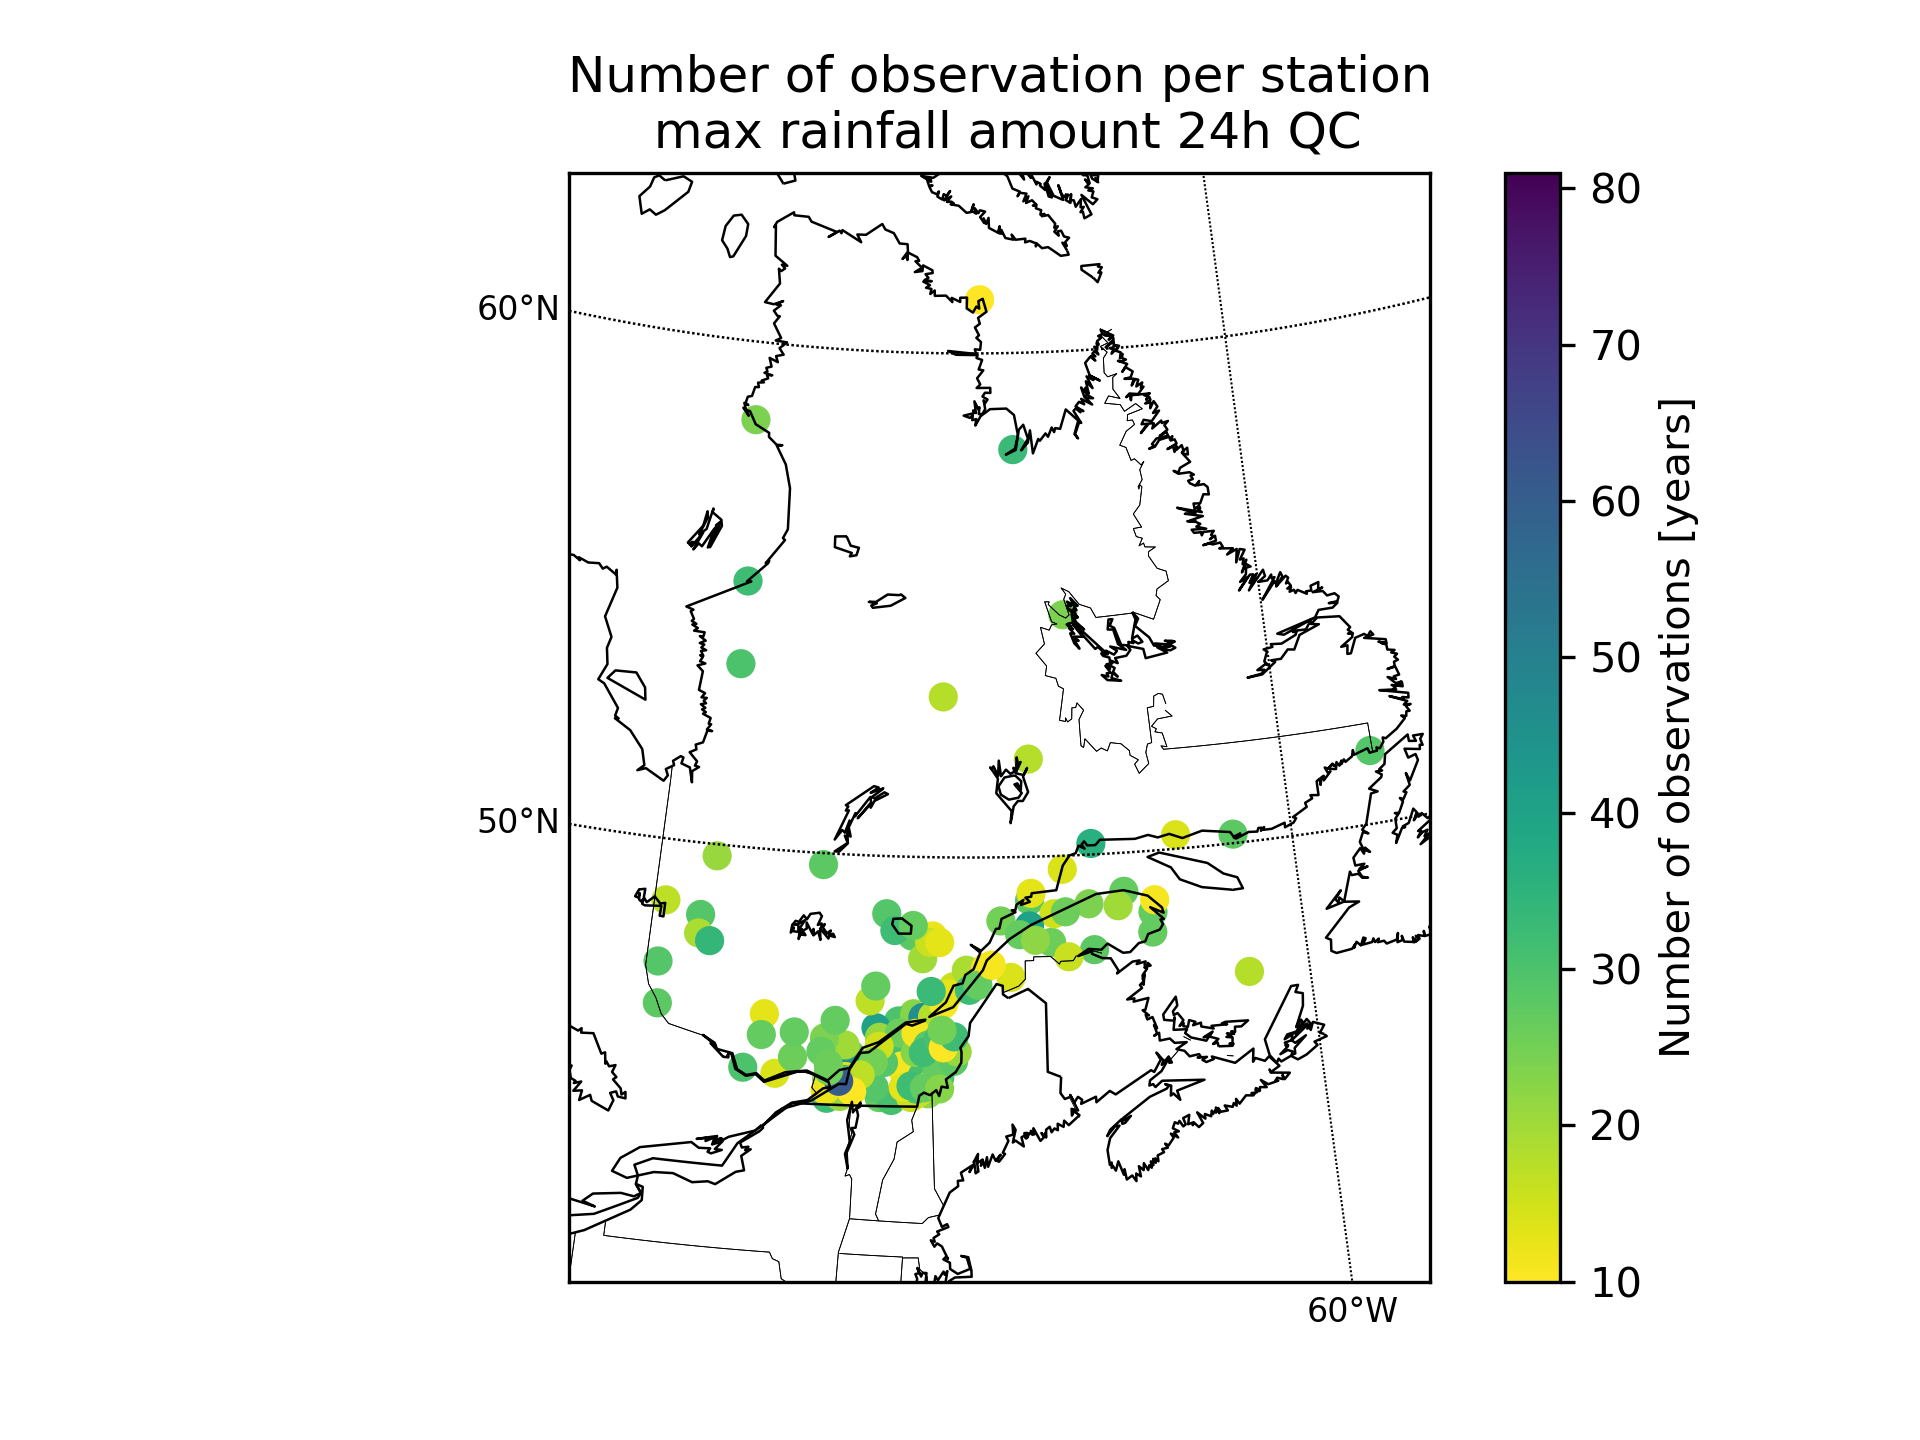 Number of observation per station
max rainfall amount 24h QC
60°N
50°N
60°W
80
70
60
50
40
30
20
10
Number of observations [years]